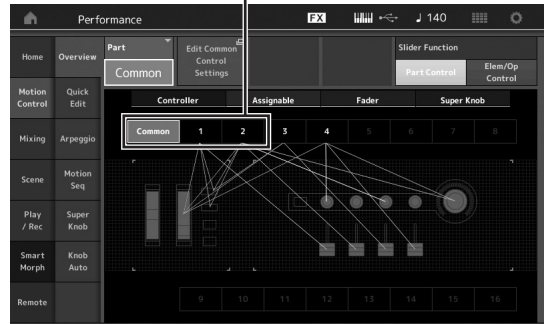 Performance
FX
♩ 140
Home
Overview
Part
Common
Edit Common
Control
Settings
Slider Function
Part Control
Elem/Op
Control
Motion
Control
Quick
Edit
Controller
Assignable
Fader
Super Knob
Mixing
Arpeggio
Common 1 2 3 4 5 6 7 8
Scene
Motion
Seq
Play
/ Rec
Super
Knob
Smart
Morph
Knob
Auto
Remote
9 10 11 12 13 14 15 16